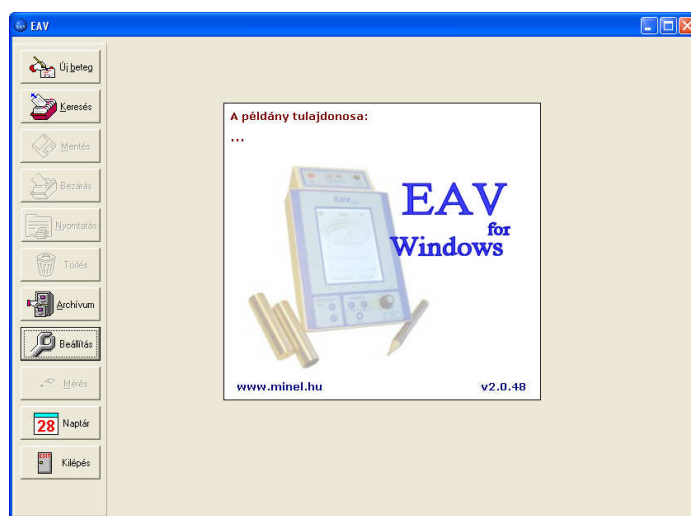 EAV
Új beteg
Keresés
Mentés
Bezárás
Nyomtatás
Törlés
Archívum
Beállítás
Mérés
28
Naptár
EXIT
Kilépés
A példány tulajdonosa:
...
EAV
for
Windows
www.minel.hu
v2.0.48